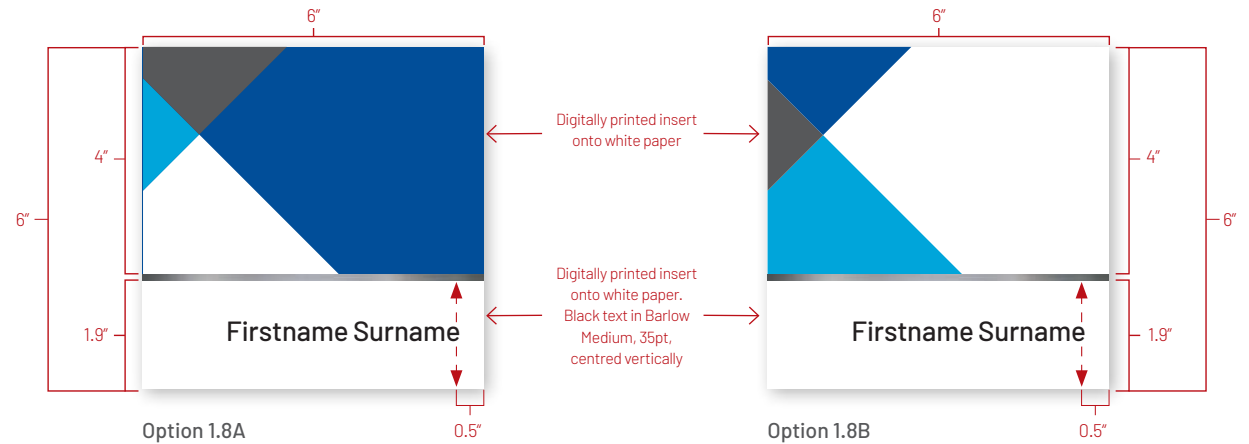 6”
6”
Digitally printed insert
onto white paper
4”
4”
6”
6”
Digitally printed insert
onto white paper.
Black text in Barlow
Medium, 35pt,
centred vertically
1.9”
Firstname Surname
Firstname Surname
1.9”
Option 1.8A
0.5”
Option 1.8B
0.5”